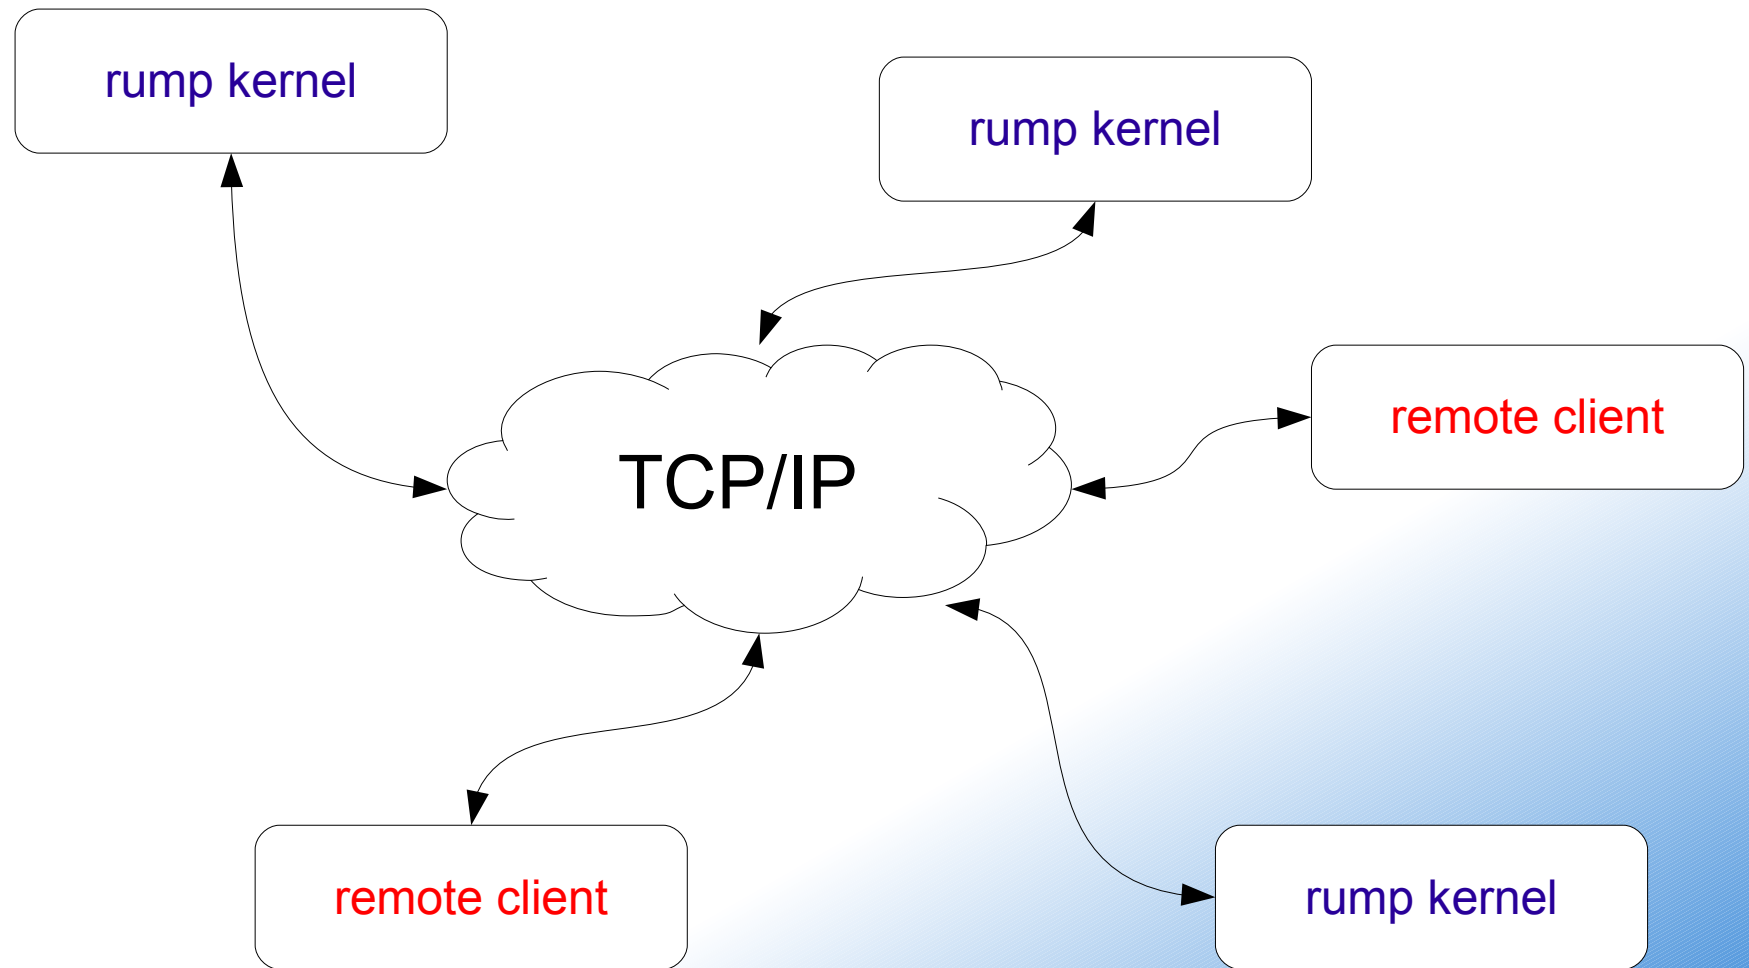 rump kernel
rump kernel
remote client
TCP/IP
remote client
rump kernel